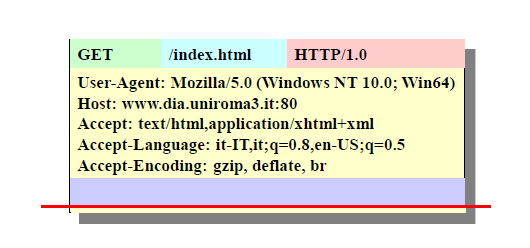 GET /index.html HTTP/1.0
User-Agent: Mozilla/5.0 (Windows NT 10.0; Win64)
Host: www.dia.uniroma3.it:80
Accept: text/html,application/xhtml+xml
Accept-Language: it-IT,it;q=0.8,en-US;q=0.5
Accept-Encoding: gzip, deflate, br